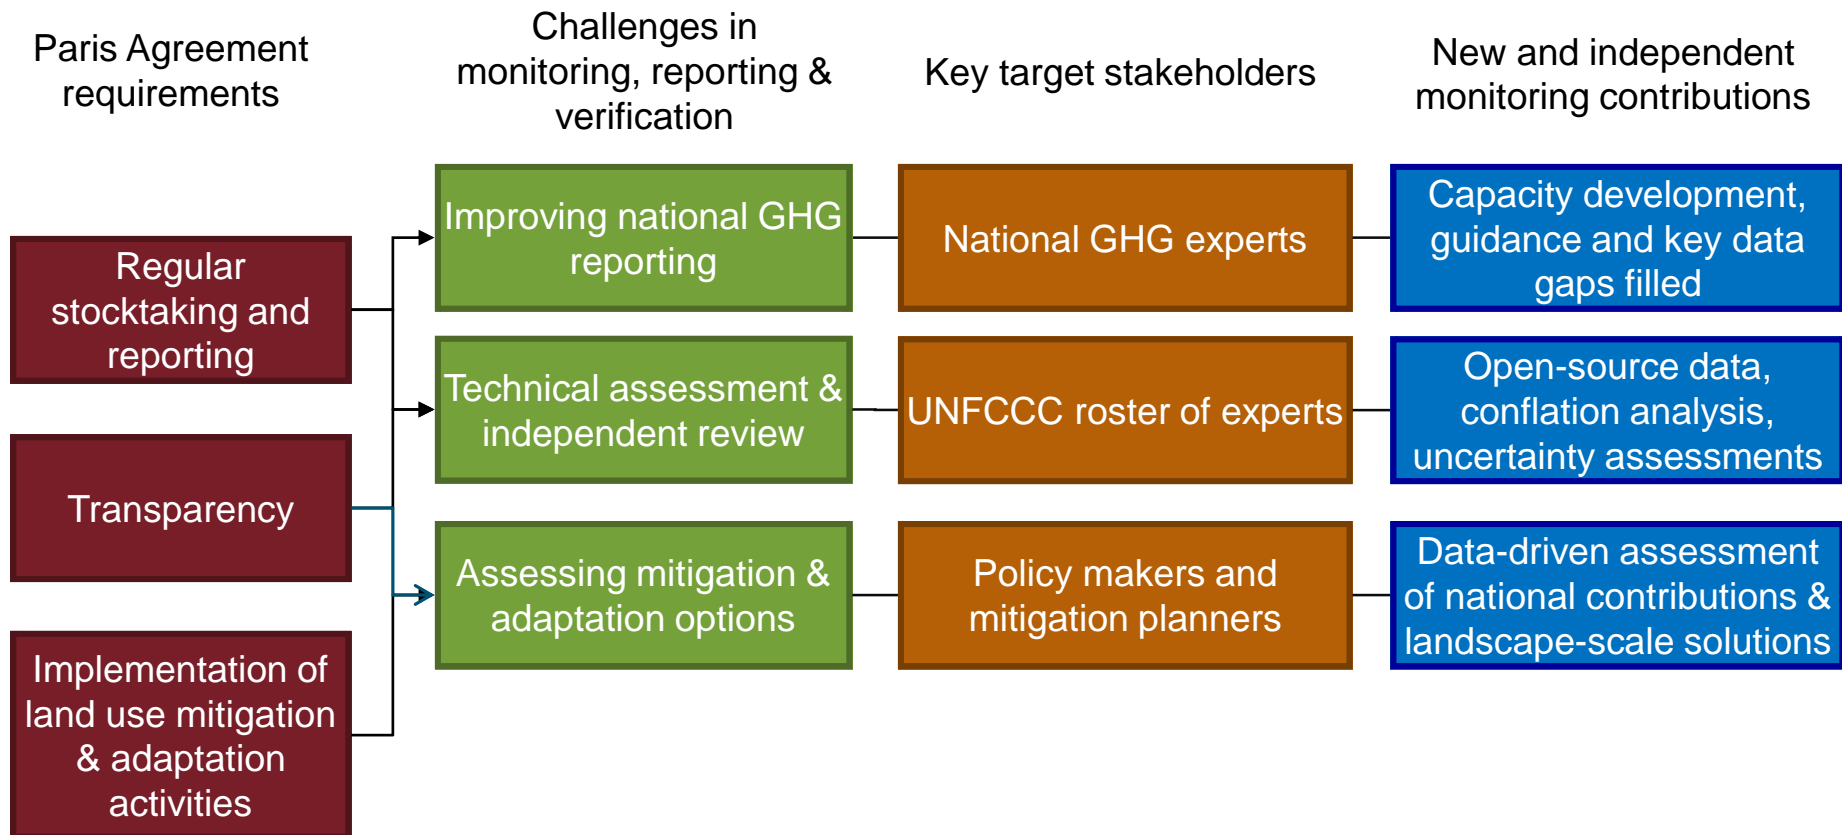 Paris Agreement
requirements
Challenges in
monitoring, reporting &
verification
Key target stakeholders
New and independent
monitoring contributions
Regular
stocktaking and
reporting
Transparency
Implementation of
land use mitigation
& adaptation
activities
Improving national GHG
reporting
National GHG experts
Capacity development,
guidance and key data
gaps filled
Technical assessment &
independent review
UNFCCC roster of experts
Open-source data,
conflation analysis,
uncertainty assessments
Assessing mitigation &
adaptation options
Policy makers and
mitigation planners
Data-driven assessment
of national contributions &
landscape-scale solutions